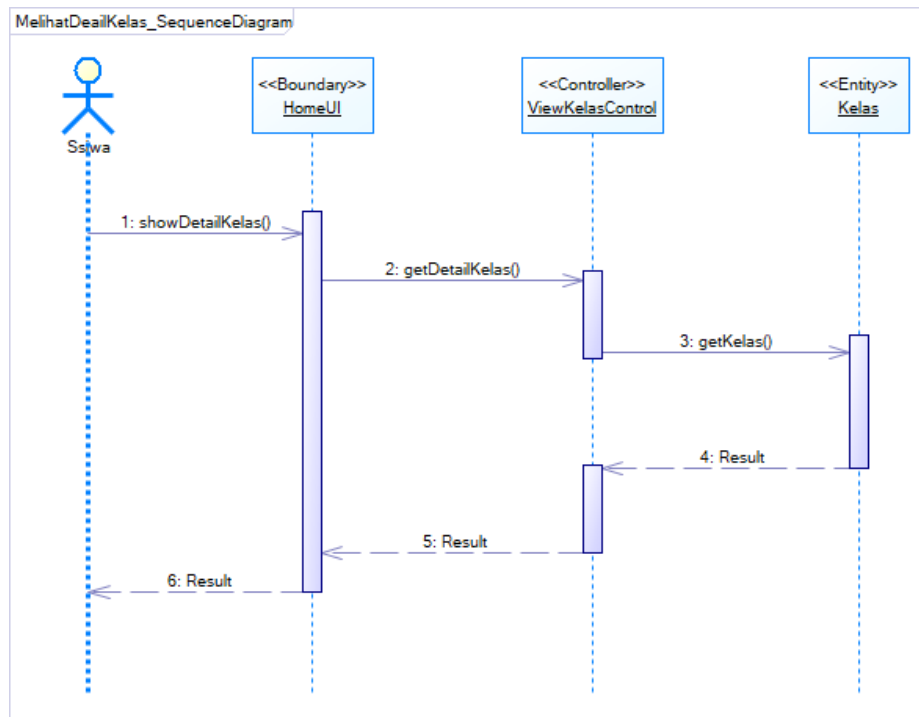 MelihatDeailKelas_SequenceDiagram
<<Boundary>>
HomeUI
<<Controller>>
ViewKelasControl
<<Entity>>
Kelas
Ssiwa
1: showDetailKelas()
2: getDetailKelas()
3: getKelas()
4: Result
5: Result
6: Result